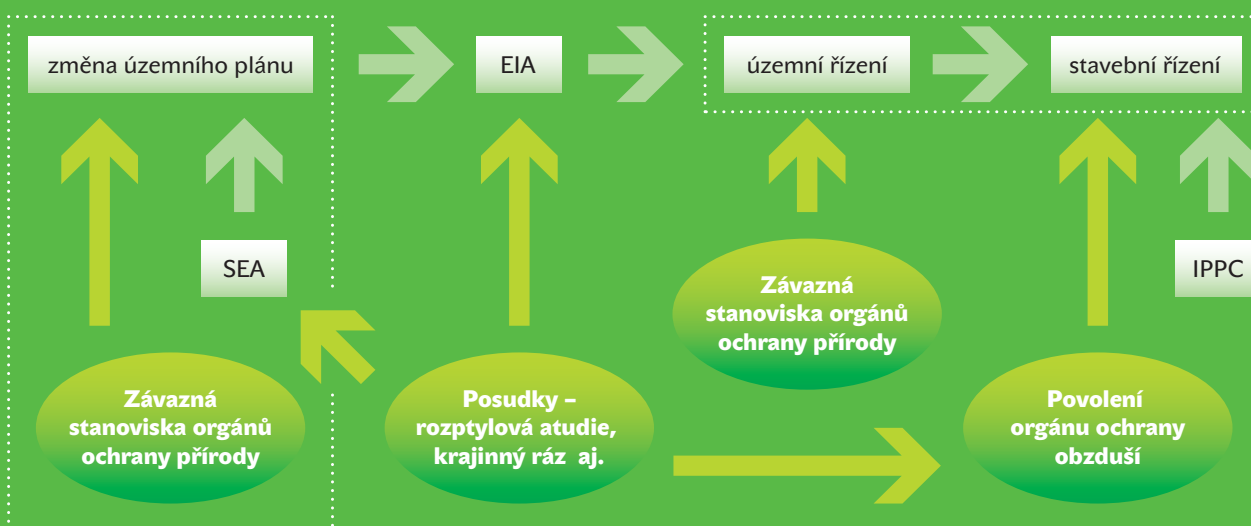 změna územního plánu
EIA
územní řízení
stavební řízení
SEA
IPPC
Závazná
stanoviska orgánů
ochrany přírody
Závazná
stanoviska orgánů
ochrany přírody
Posudky –
rozptylová atudie,
krajinný ráz aj.
Povolení
orgánu ochrany
obzduší